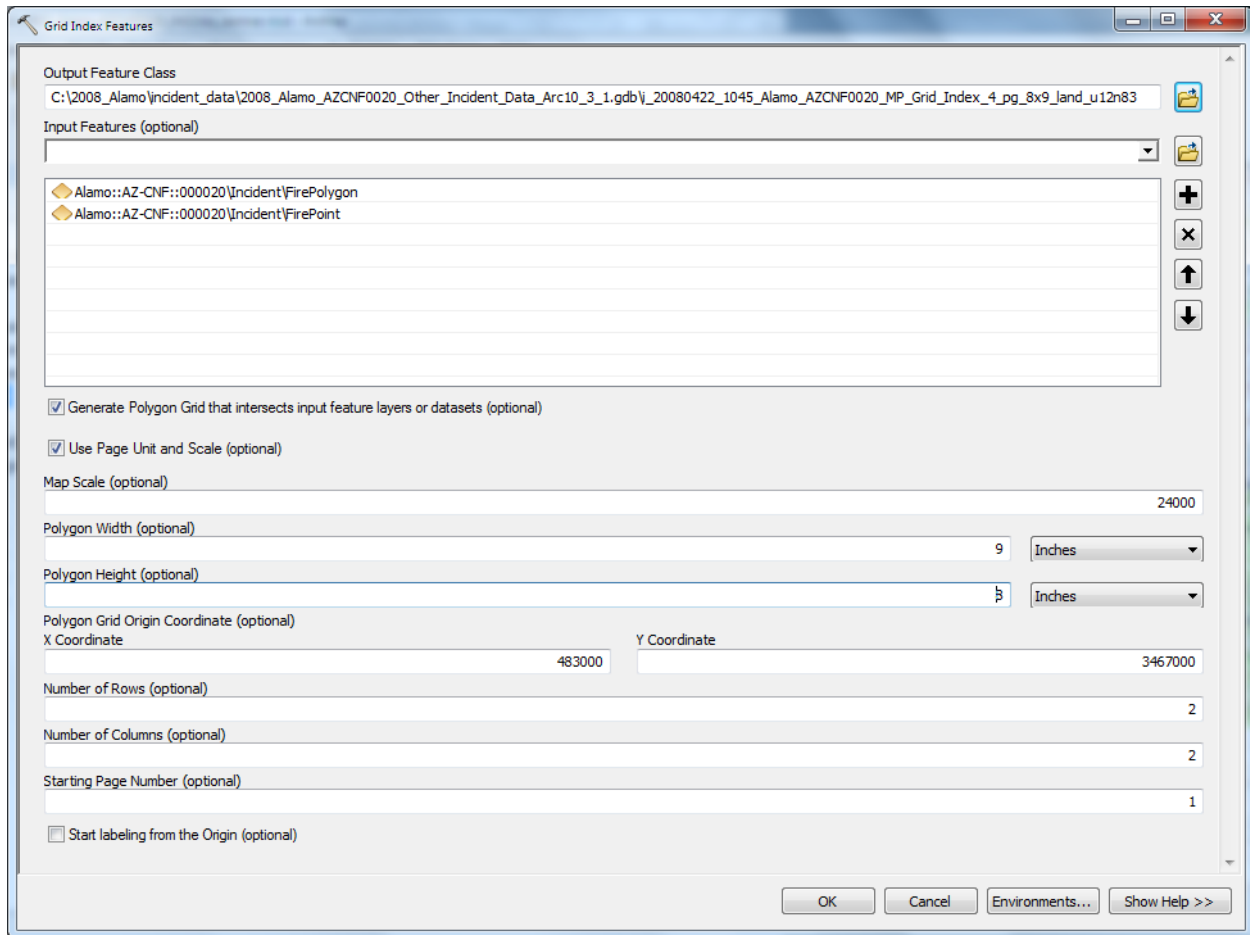 Grid Index Features
Output Feature Class
C:\2008_Alamo\incident_data\2008_Alamo_AZCNF0020_Other_Incident_Data_Arc10_3_1.gdb\i_20080422_1045_Alamo_AZCNF0020_MP_Grid_Index_4_pg_8x9_land_u12n83
Input Features (optional)
Alamo::AZ-CNF::000020\Incident\FirePolygon
Alamo::AZ-CNF::000020\Incident\FirePoint
Generate Polygon Grid that intersects input feature layers or datasets (optional)
Use Page Unit and Scale (optional)
Map Scale (optional)
24000
Polygon Width (optional)
9 Inches
Polygon Height (optional)
Inches
Polygon Grid Origin Coordinate (optional)
X Coordinate Y Coordinate
483000 3467000
Number of Rows (optional)
2
Number of Columns (optional)
2
Starting Page Number (optional)
1
Start labeling from the Origin (optional)
OK Cancel Environments... Show Help >>